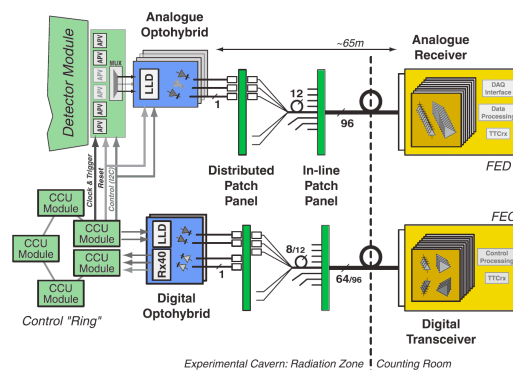 Analogue
Optohybrid
~65m
Analogue
Receiver
Detector Module
APV
APV
APV
APV
APV
APV
MUX
LLD
1
12
96
DAQ
Interface
Data
Processing
TTCrx
FED
Distributed
Patch
Panel
In-line
Patch
Panel
Clock & Trigger
Reset
Control (I2C)
CCU
Module
CCU
Module
CCU
Module
CCU
Module
CCU
Module
Control "Ring"
LLD
Rx40
1
Digital
Optohybrid
8/12
64/96
FEC
Control
Processing
TTCrx
Digital
Transceiver
Experimental Cavern: Radiation Zone
Counting Room